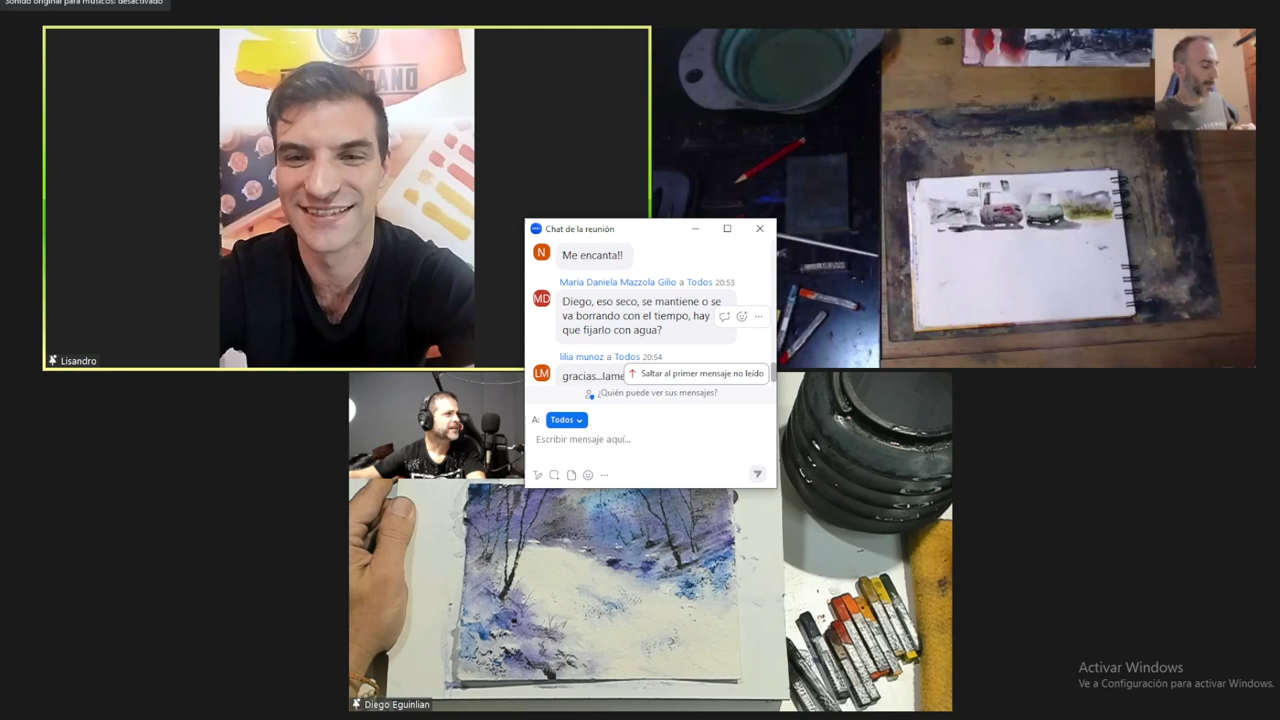 Sonido original para músicos: desactivado
Lisandro
Chat de la reunión
N
Me encanta!!
Maria Daniela Mazzola Gilio a Todos 20:53
MD
Diego, eso seco, se mantiene o se
va borrando con el tiempo, hay
que fijarlo con agua?
lilia munoz a Todos 20:54
LM
gracias...lame
Saltar al primer mensaje no leído
¿Quién puede ver sus mensajes?
A: Todos
Escribir mensaje aquí...
Diego Eguinlian
Activar Windows
Ve a Configuración para activar Windows.